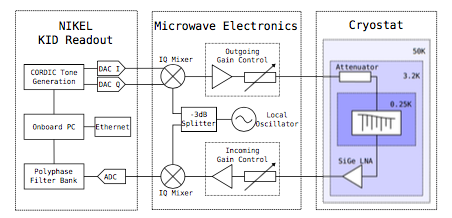 NIKEL
KID Readout
Microwave Electronics
Cryostat
50K
CORDIC Tone
Generation
DAC I
DAC Q
IQ Mixer
Outgoing
Gain Control
Attenuator
3.2K
0.25K
Onboard PC
Ethernet
-3dB
Splitter
Local
Oscillator
Polyphase
Filter Bank
ADC
IQ Mixer
Incoming
Gain Control
SiGe LNA